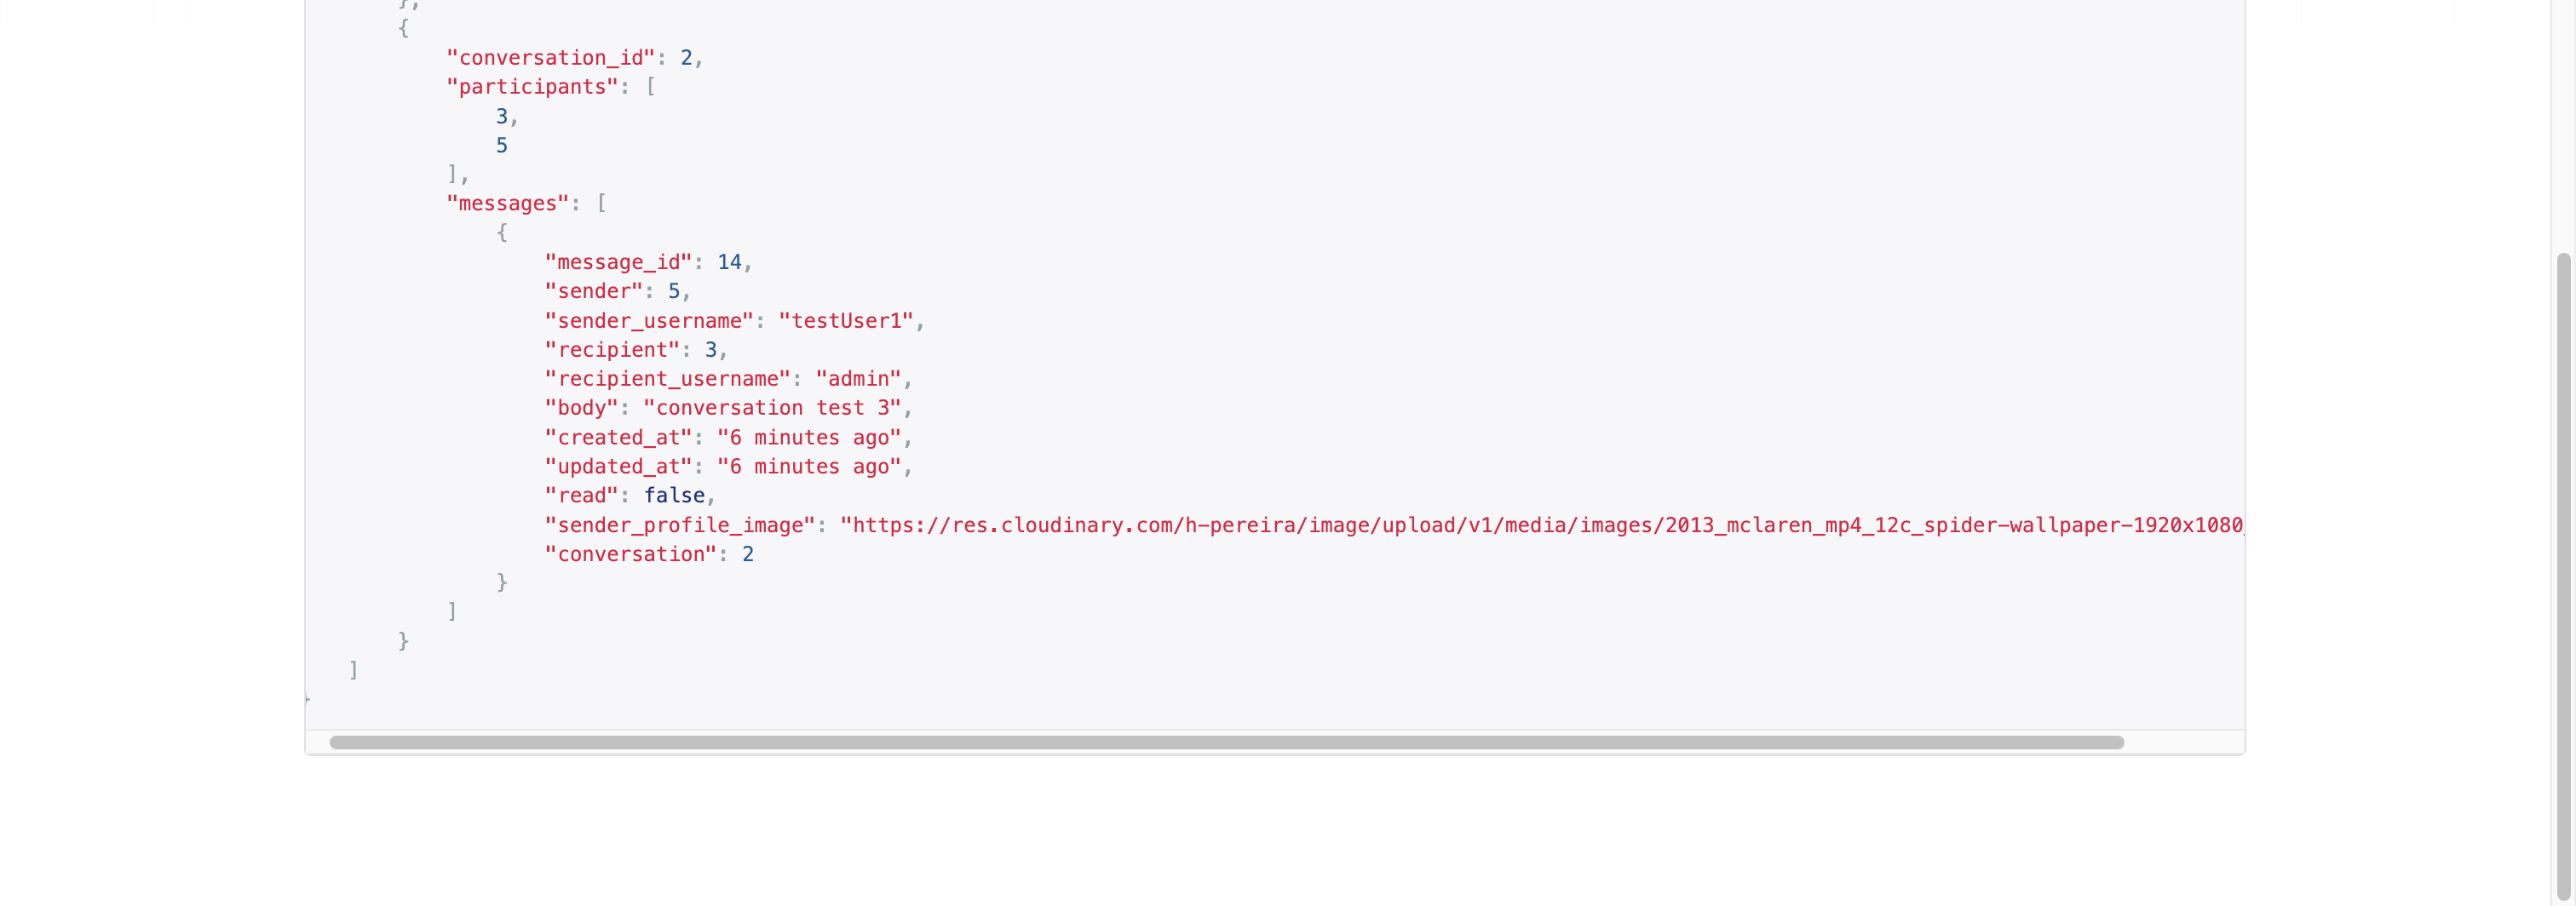 },
{
"conversation_id": 2,
"participants": [
3,
5
],
"messages": [
{
"message_id": 14,
"sender": 5,
"sender_username": "testUser1",
"recipient": 3,
"recipient_username": "admin",
"body": "conversation test 3",
"created_at": "6 minutes ago",
"updated_at": "6 minutes ago",
"read": false,
"sender_profile_image": "https://res.cloudinary.com/h-pereira/image/upload/v1/media/images/2013_mclaren_mp4_12c_spider-wallpaper-1920x1080_
"conversation": 2
}
]
}
]
}